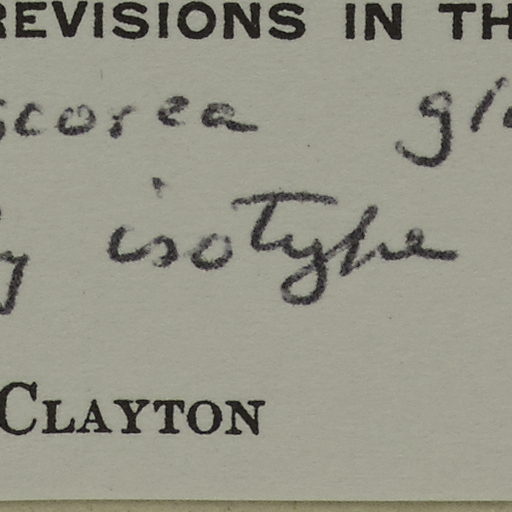 REVISIONS IN TH
scorea gl
y isotype
CLAYTON